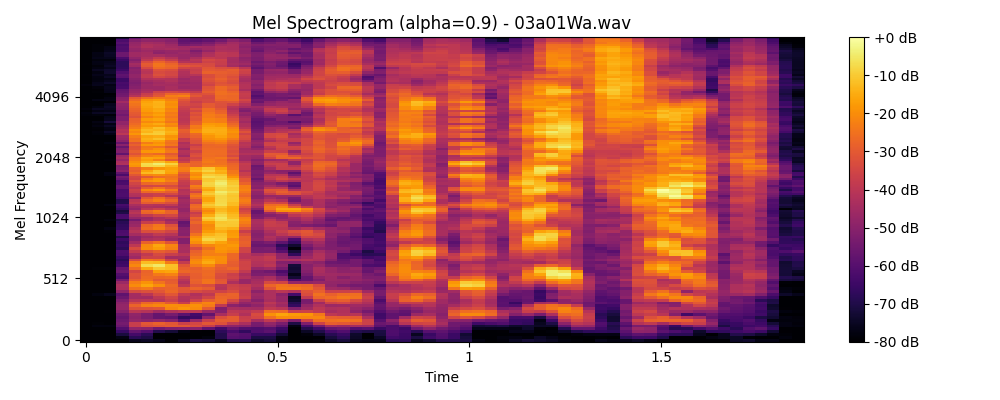 Mel Spectrogram (alpha=0.9) - 03a01Wa.wav
Mel Frequency
4096
2048
1024
512
0
0
0.5
1
1.5
Time
+0 dB
-10 dB
-20 dB
-30 dB
-40 dB
-50 dB
-60 dB
-70 dB
-80 dB